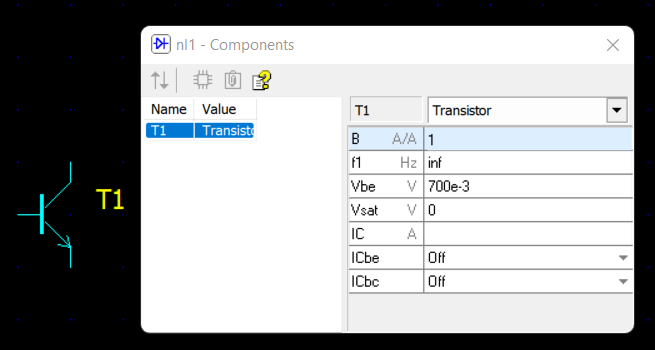 nl1 - Components
Name Value
T1 Transisto
T1 Transistor
B A/A 1
f1 Hz inf
Vbe V 700e-3
Vsat V 0
IC A
ICbe Off
ICbc Off
T1